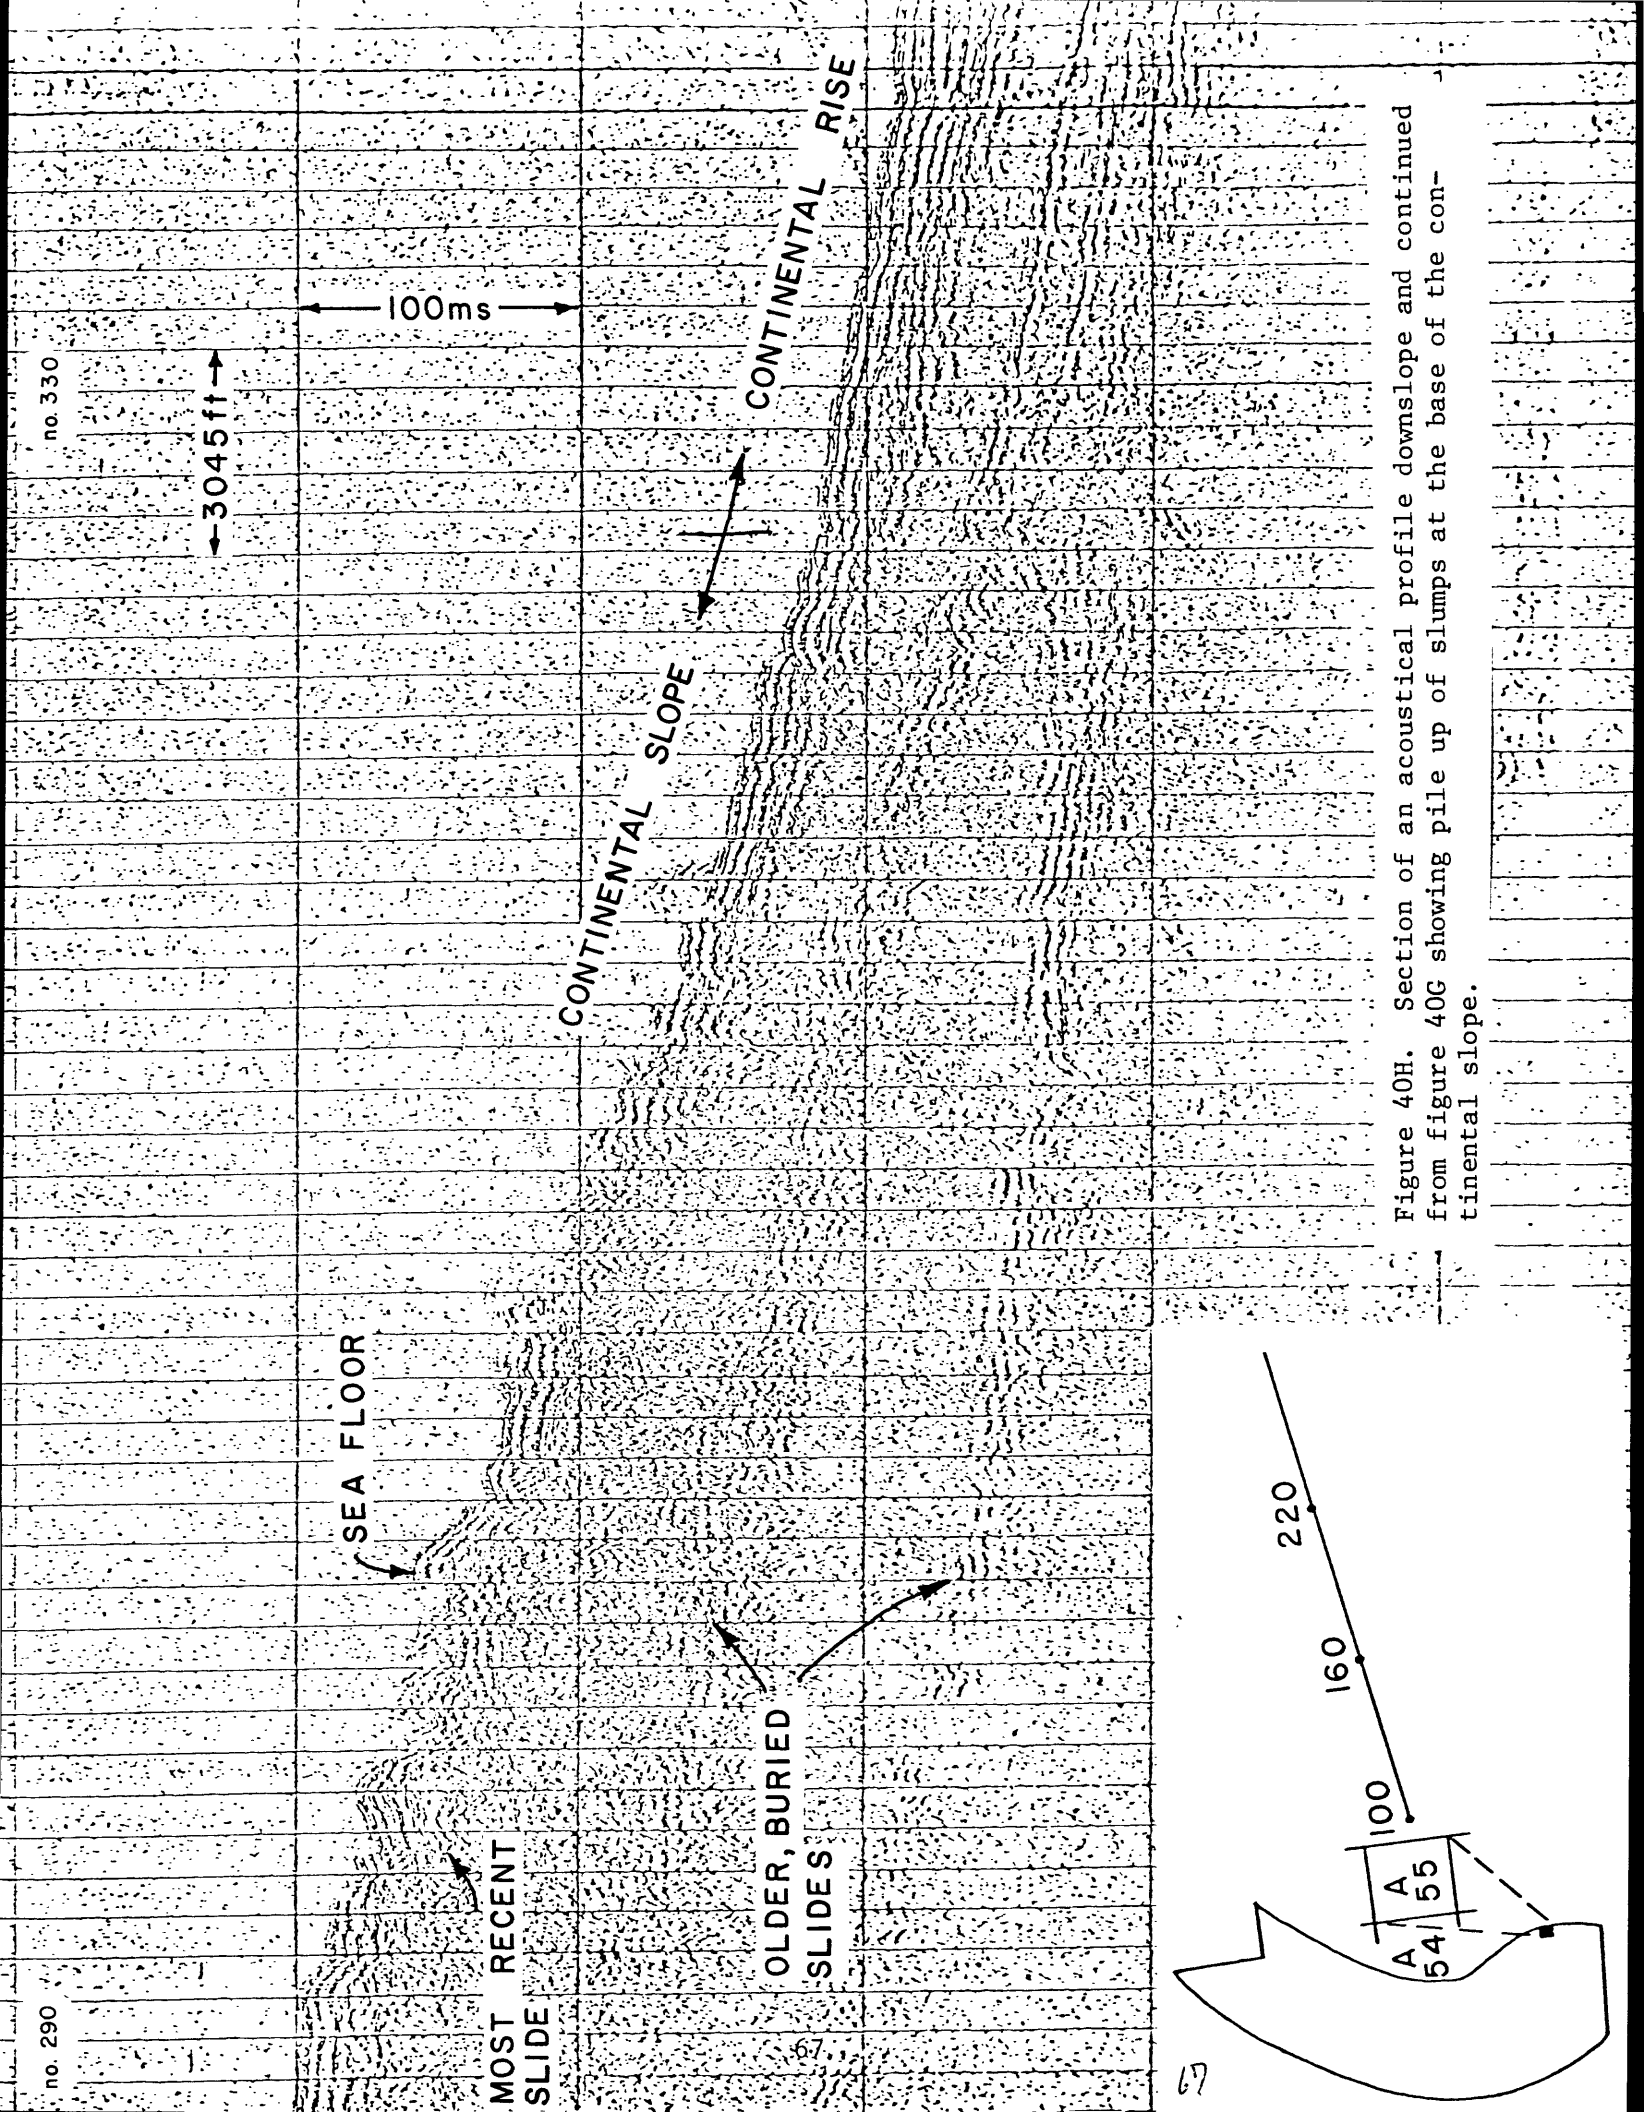 no. 290
no. 330
3045ft
100ms
SEA FLOOR
CONTINENTAL SLOPE
CONTINENTAL RISE
MOST RECENT
SLIDE
OLDER, BURIED
SLIDES
67
67
A
54
A
55
100
160
220
Figure 40H. Section of an acoustical profile downslope and continued
from figure 40G showing pile up of slumps at the base of the con-
tinental slope.